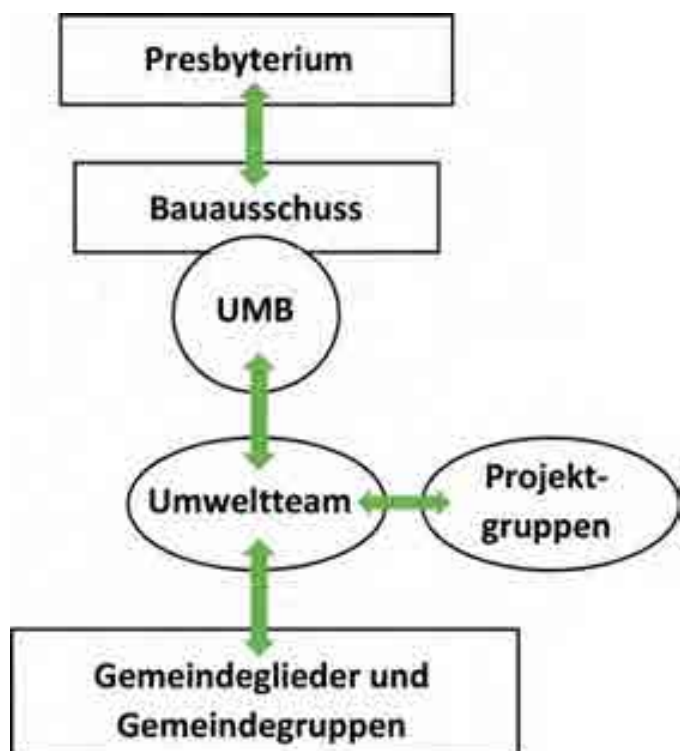 Presbyterium
Bauausschuss
UMB
Umweltteam
Projekt-
gruppen
Gemeindeglieder und
Gemeindegruppen